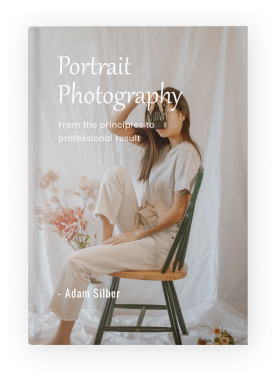 Portrait
Photography
From the principles to
professional result
- Adam Silber